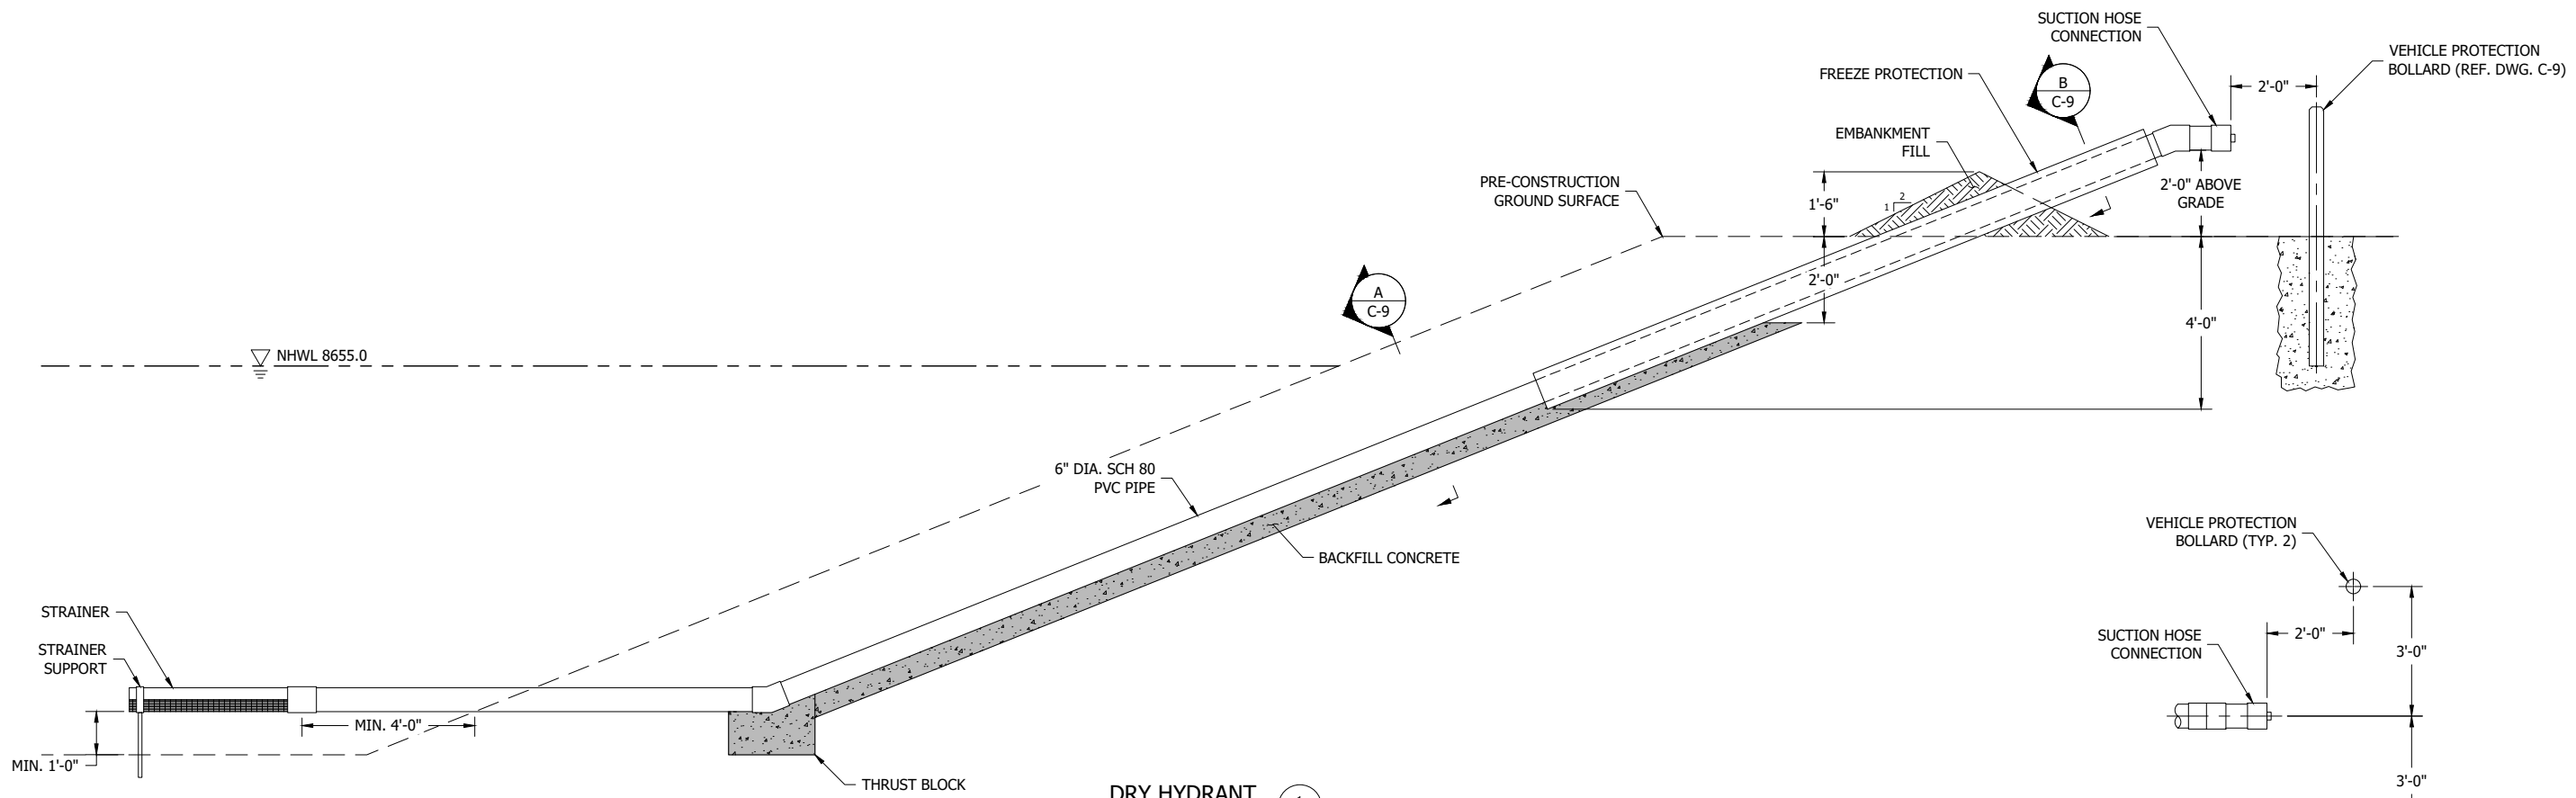 SUCTION HOSE
CONNECTION
VEHICLE PROTECTION
BOLLARD (REF. DWG. C-9)
FREEZE PROTECTION
B
C-9
2'-0"
EMBANKMENT
FILL
PRE-CONSTRUCTION
GROUND SURFACE
1'-6"
2
1
2'-0" ABOVE
GRADE
2'-0"
A
C-9
4'-0"
NHWL 8655.0
6" DIA. SCH 80
PVC PIPE
BACKFILL CONCRETE
VEHICLE PROTECTION
BOLLARD (TYP. 2)
STRAINER
STRAINER
SUPPORT
SUCTION HOSE
CONNECTION
2'-0"
3'-0"
MIN. 4'-0"
MIN. 1'-0"
THRUST BLOCK
3'-0"
DRY HYDRANT